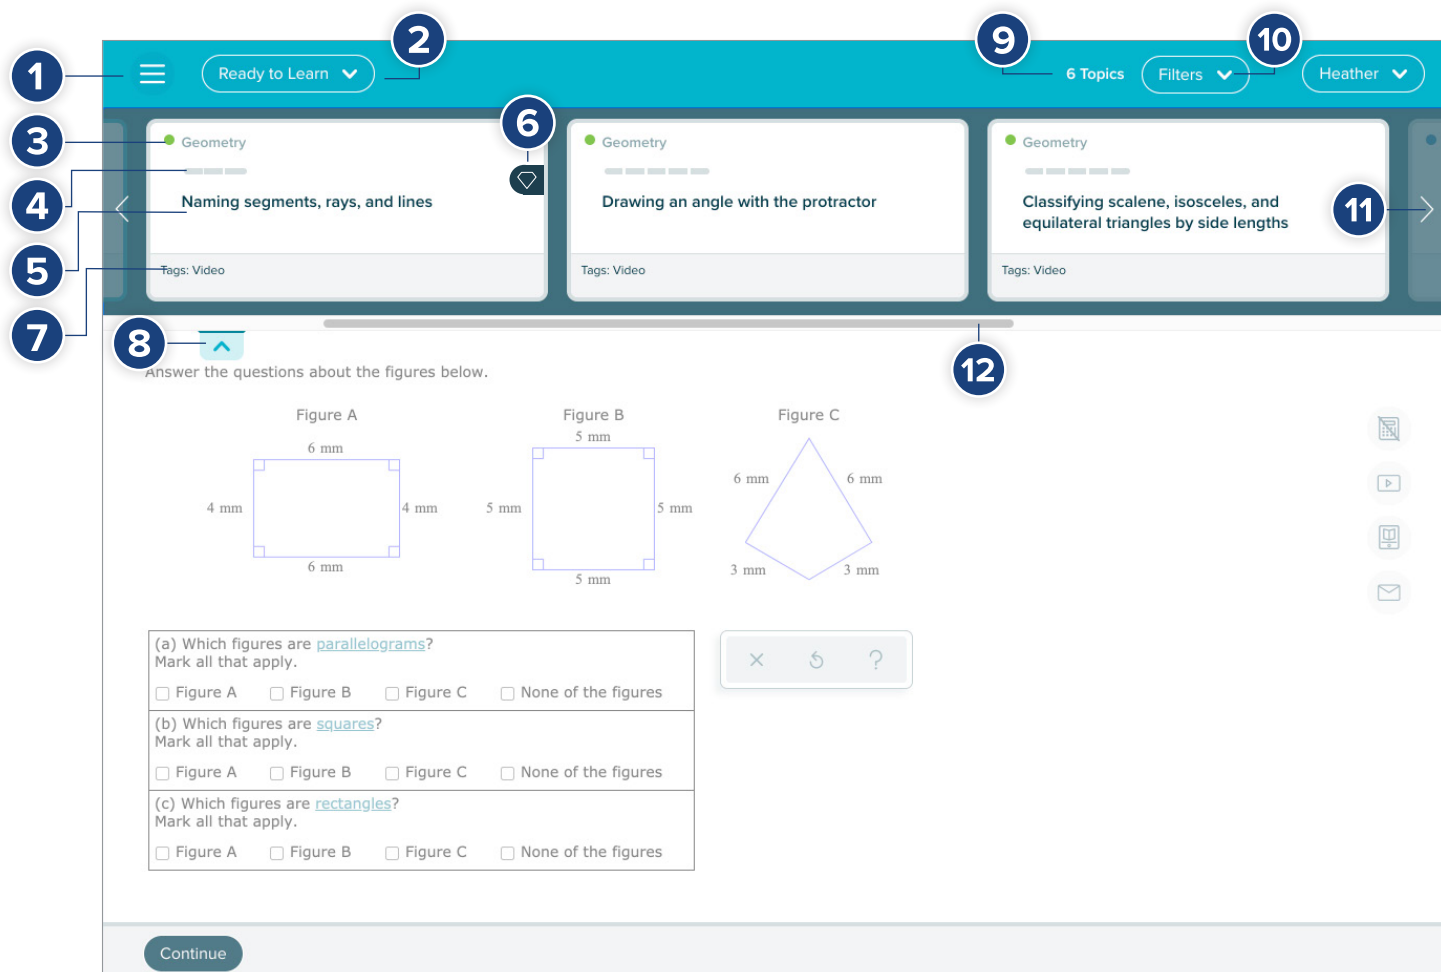 1
2
3
4
5
6
7
8
9
10
11
12
Ready to Learn
6 Topics
Filters
Heather
Geometry
Naming segments, rays, and lines
Tags: Video
Geometry
Drawing an angle with the protractor
Tags: Video
Geometry
Classifying scalene, isosceles, and
equilateral triangles by side lengths
Tags: Video
Answer the questions about the figures below.
Figure A
6 mm
4 mm
4 mm
6 mm
Figure B
5 mm
5 mm
5 mm
5 mm
Figure C
6 mm
6 mm
3 mm
3 mm
(a) Which figures are parallelograms?
Mark all that apply.
Figure A Figure B Figure C None of the figures
(b) Which figures are squares?
Mark all that apply.
Figure A Figure B Figure C None of the figures
(c) Which figures are rectangles?
Mark all that apply.
Figure A Figure B Figure C None of the figures
?
Continue